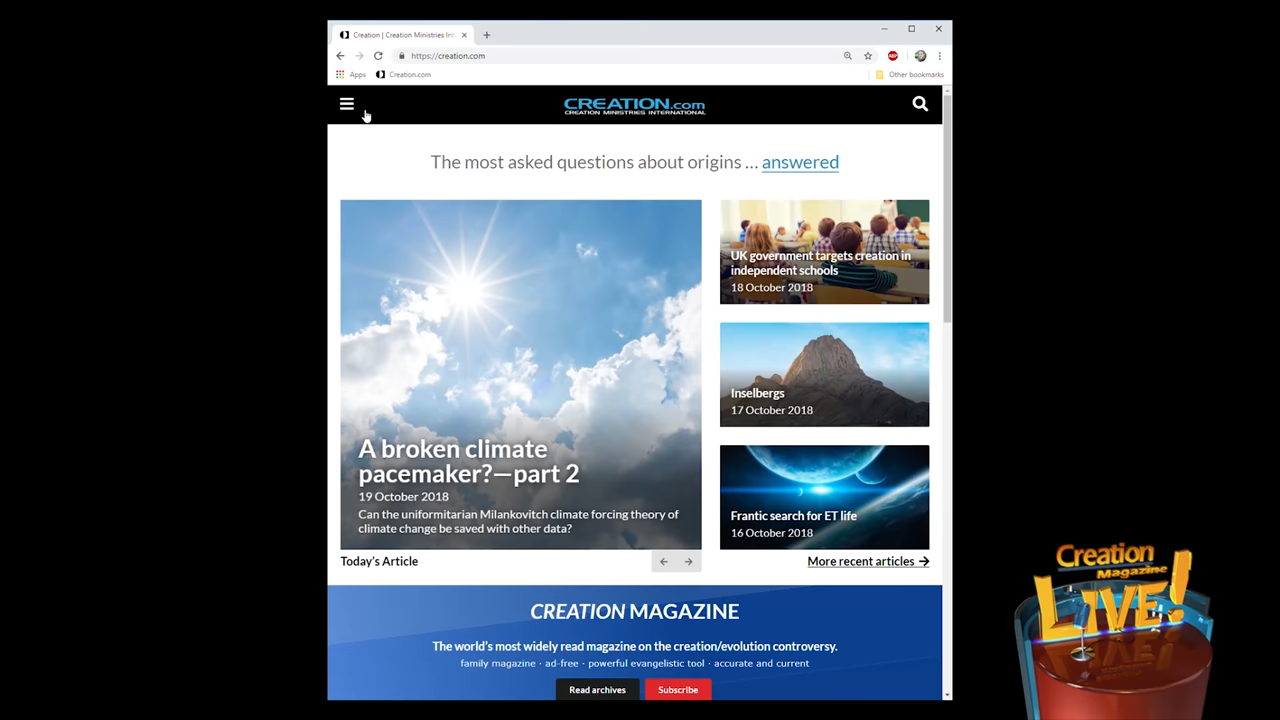 Creation | Creation Ministries Int
https://creation.com
ABP
Apps
Creation.com
Other bookmarks
CREATION.com
CREATION MINISTRIES INTERNATIONAL
The most asked questions about origins ... answered
UK government targets creation in
independent schools
18 October 2018
Inselbergs
17 October 2018
A broken climate
pacemaker?—part 2
19 October 2018
Can the uniformitarian Milankovitch climate forcing theory of
climate change be saved with other data?
Frantic search for ET life
16 October 2018
Today's Article
More recent articles →
CREATION MAGAZINE
The world's most widely read magazine on the creation/evolution controversy.
family magazine · ad-free · powerful evangelistic tool · accurate and current
Read archives
Subscribe
Creation
Magazine
LIVE!